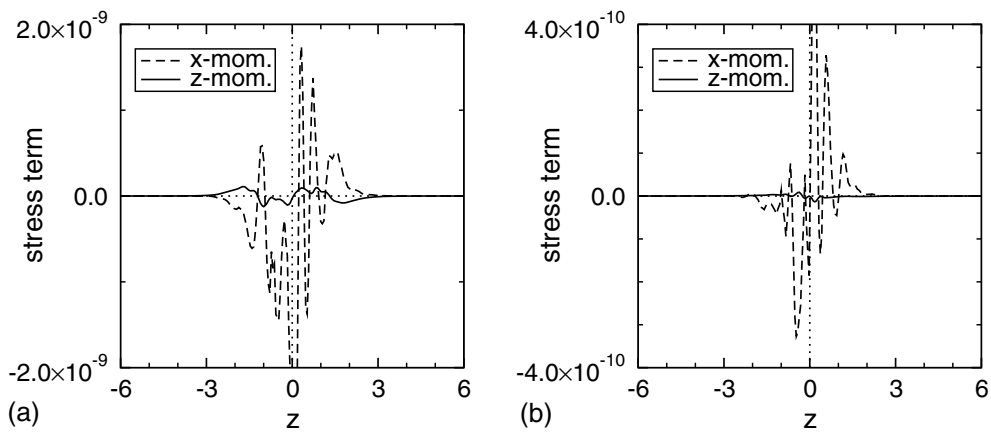 2.0×10⁻⁹
x-mom.
z-mom.
stress term
0.0
-2.0×10⁻⁹
-6 -3 0 3 6
(a)
z
4.0×10⁻¹⁰
x-mom.
z-mom.
stress term
0.0
-4.0×10⁻¹⁰
-6 -3 0 3 6
(b)
z